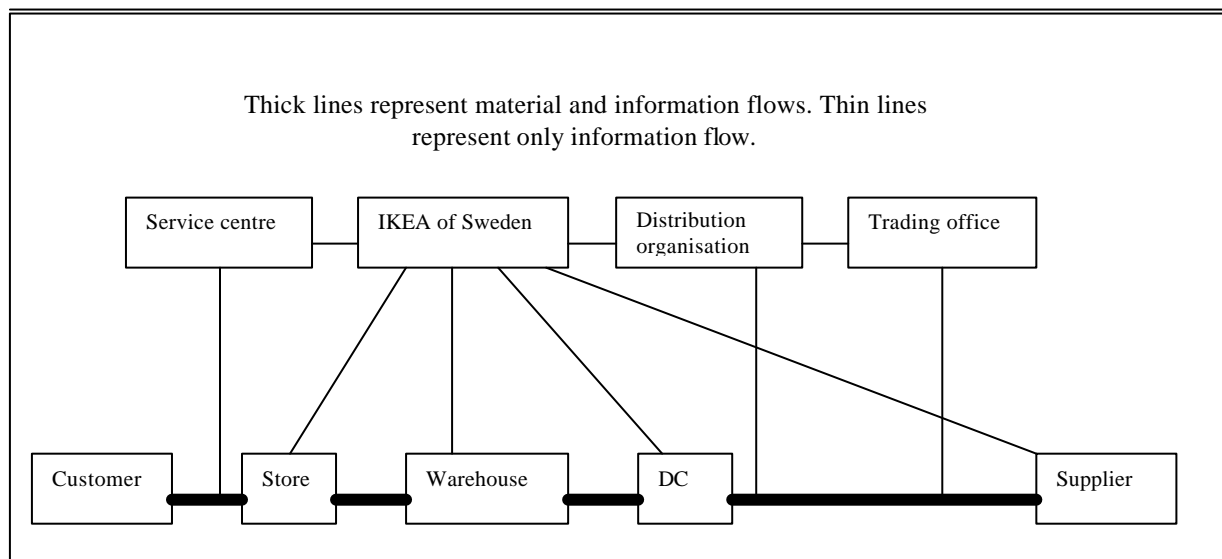 Thick lines represent material and information flows. Thin lines
represent only information flow.
Service centre
IKEA of Sweden
Distribution
organisation
Trading office
Customer
Store
Warehouse
DC
Supplier